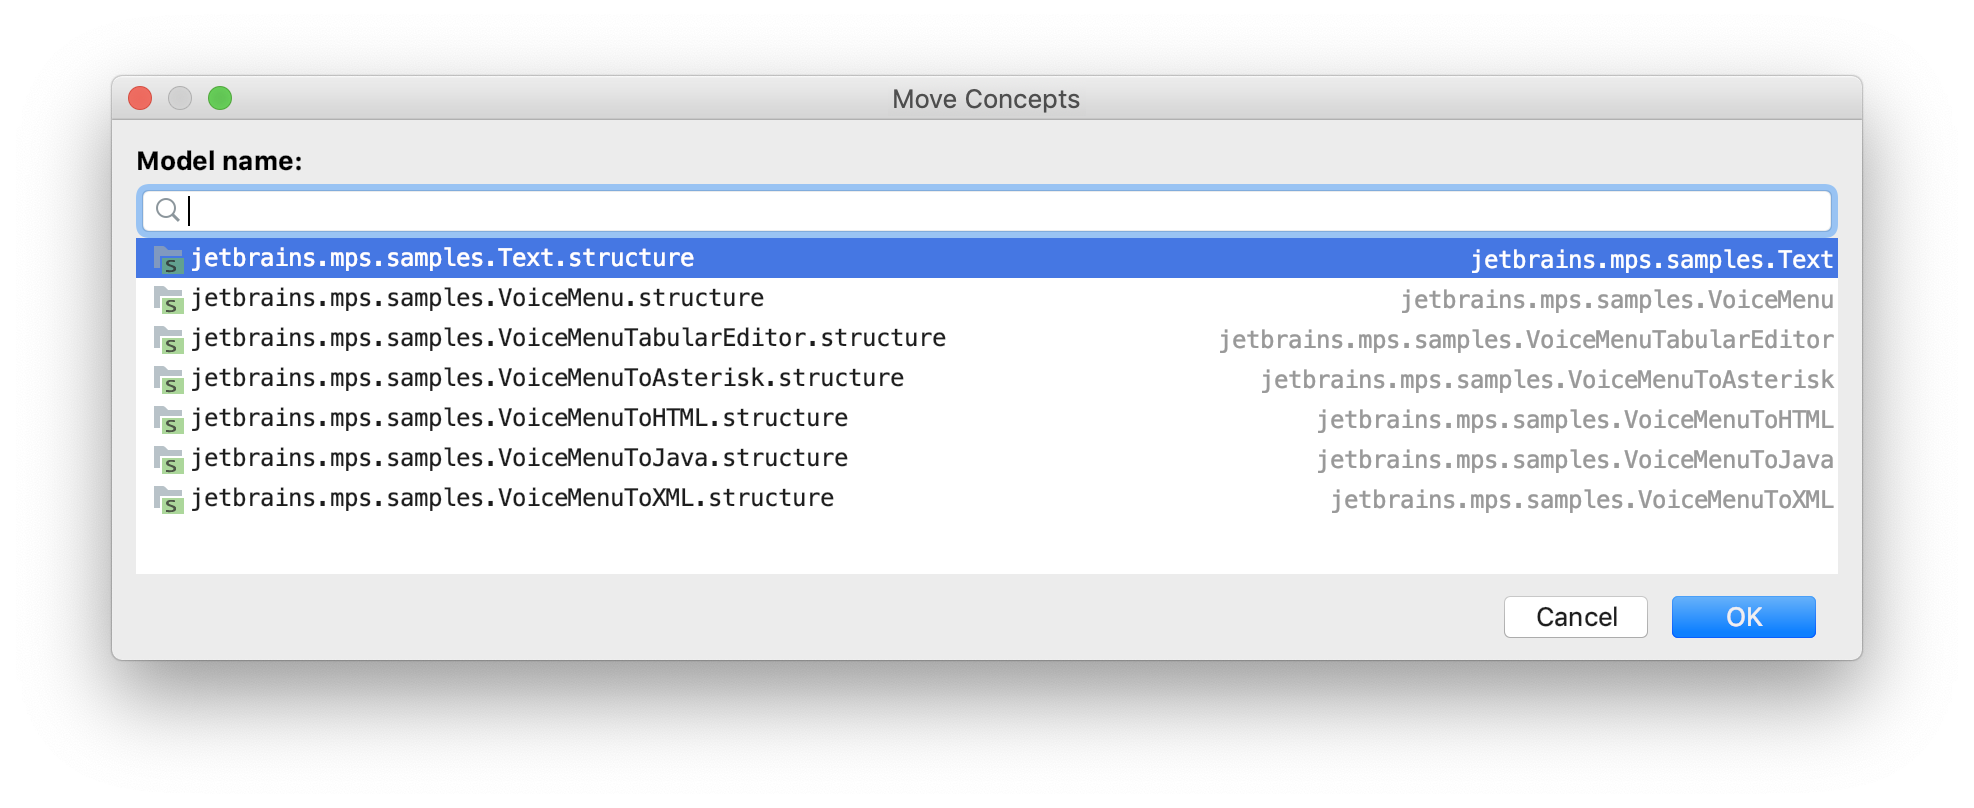 Move Concepts
Model name:
S jetbrains.mps.samples.Text.structure jetbrains.mps.samples.Text
S jetbrains.mps.samples.VoiceMenu.structure jetbrains.mps.samples.VoiceMenu
S jetbrains.mps.samples.VoiceMenuTabularEditor.structure jetbrains.mps.samples.VoiceMenuTabularEditor
S jetbrains.mps.samples.VoiceMenuToAsterisk.structure jetbrains.mps.samples.VoiceMenuToAsterisk
S jetbrains.mps.samples.VoiceMenuToHTML.structure jetbrains.mps.samples.VoiceMenuToHTML
S jetbrains.mps.samples.VoiceMenuToJava.structure jetbrains.mps.samples.VoiceMenuToJava
S jetbrains.mps.samples.VoiceMenuToXML.structure jetbrains.mps.samples.VoiceMenuToXML
Cancel OK